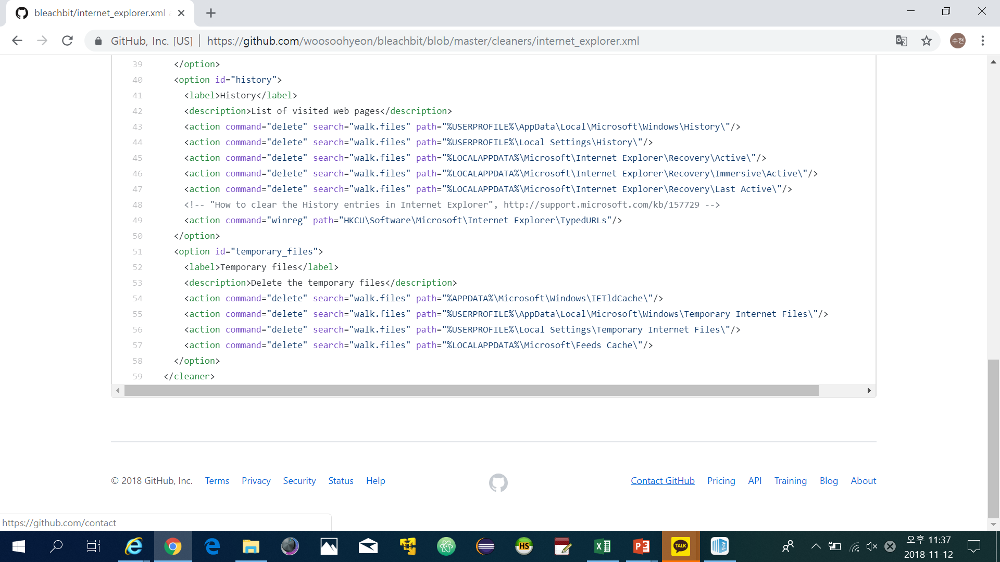 bleachbit/internet_explorer.xml
GitHub, Inc. [US] | https://github.com/woosoohyeon/bleachbit/blob/master/cleaners/internet_explorer.xml
수현
39 </option>
40 <option id="history">
41 <label>History</label>
42 <description>List of visited web pages</description>
43 <action command="delete" search="walk.files" path="%USERPROFILE%\AppData\Local\Microsoft\Windows\History\"/>
44 <action command="delete" search="walk.files" path="%USERPROFILE%\Local Settings\History\"/>
45 <action command="delete" search="walk.files" path="%LOCALAPPDATA%\Microsoft\Internet Explorer\Recovery\Active\"/>
46 <action command="delete" search="walk.files" path="%LOCALAPPDATA%\Microsoft\Internet Explorer\Recovery\Immersive\Active\"/>
47 <action command="delete" search="walk.files" path="%LOCALAPPDATA%\Microsoft\Internet Explorer\Recovery\Last Active\"/>
48 <!-- "How to clear the History entries in Internet Explorer", http://support.microsoft.com/kb/157729 -->
49 <action command="winreg" path="HKCU\Software\Microsoft\Internet Explorer\TypedURLs"/>
50 </option>
51 <option id="temporary_files">
52 <label>Temporary files</label>
53 <description>Delete the temporary files</description>
54 <action command="delete" search="walk.files" path="%APPDATA%\Microsoft\Windows\IETldCache\"/>
55 <action command="delete" search="walk.files" path="%USERPROFILE%\AppData\Local\Microsoft\Windows\Temporary Internet Files\"/>
56 <action command="delete" search="walk.files" path="%USERPROFILE%\Local Settings\Temporary Internet Files\"/>
57 <action command="delete" search="walk.files" path="%LOCALAPPDATA%\Microsoft\Feeds Cache\"/>
58 </option>
59 </cleaner>
© 2018 GitHub, Inc. Terms Privacy Security Status Help Contact GitHub Pricing API Training Blog About
https://github.com/contact
HS
TALK
오후 11:37
2018-11-12